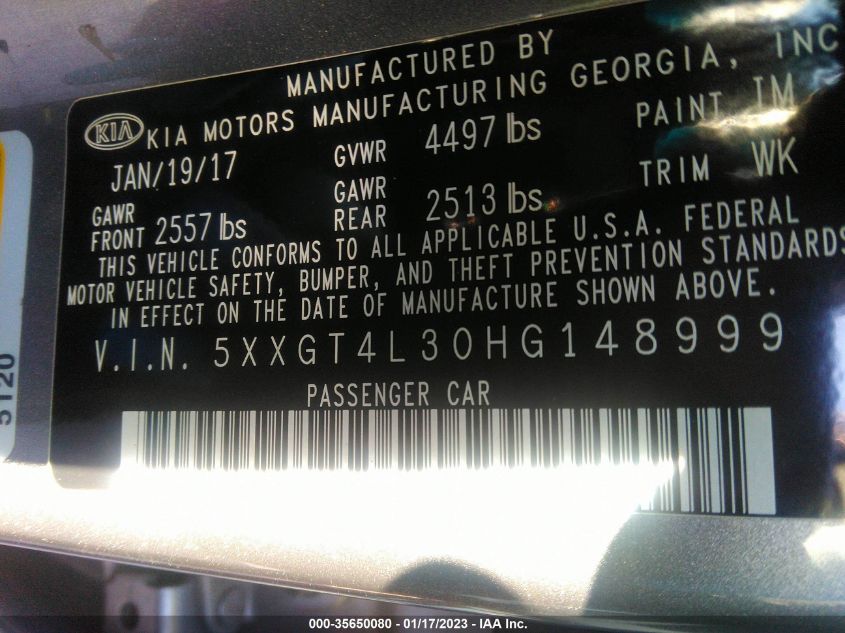 MANUFACTURED BY
KIA KIA MOTORS MANUFACTURING GEORGIA, INC
JAN/19/17 GVWR 4497 lbs PAINT TM
GAWR FRONT 2557 lbs GAWR REAR 2513 lbs TRIM WK
THIS VEHICLE CONFORMS TO ALL APPLICABLE U.S.A. FEDERAL
MOTOR VEHICLE SAFETY, BUMPER, AND THEFT PREVENTION STANDARDS
IN EFFECT ON THE DATE OF MANUFACTURE SHOWN ABOVE.
V.I.N. 5XXGT4L30HG148999
PASSENGER CAR
5120
000-35650080 - 01/17/2023 - IAA Inc.